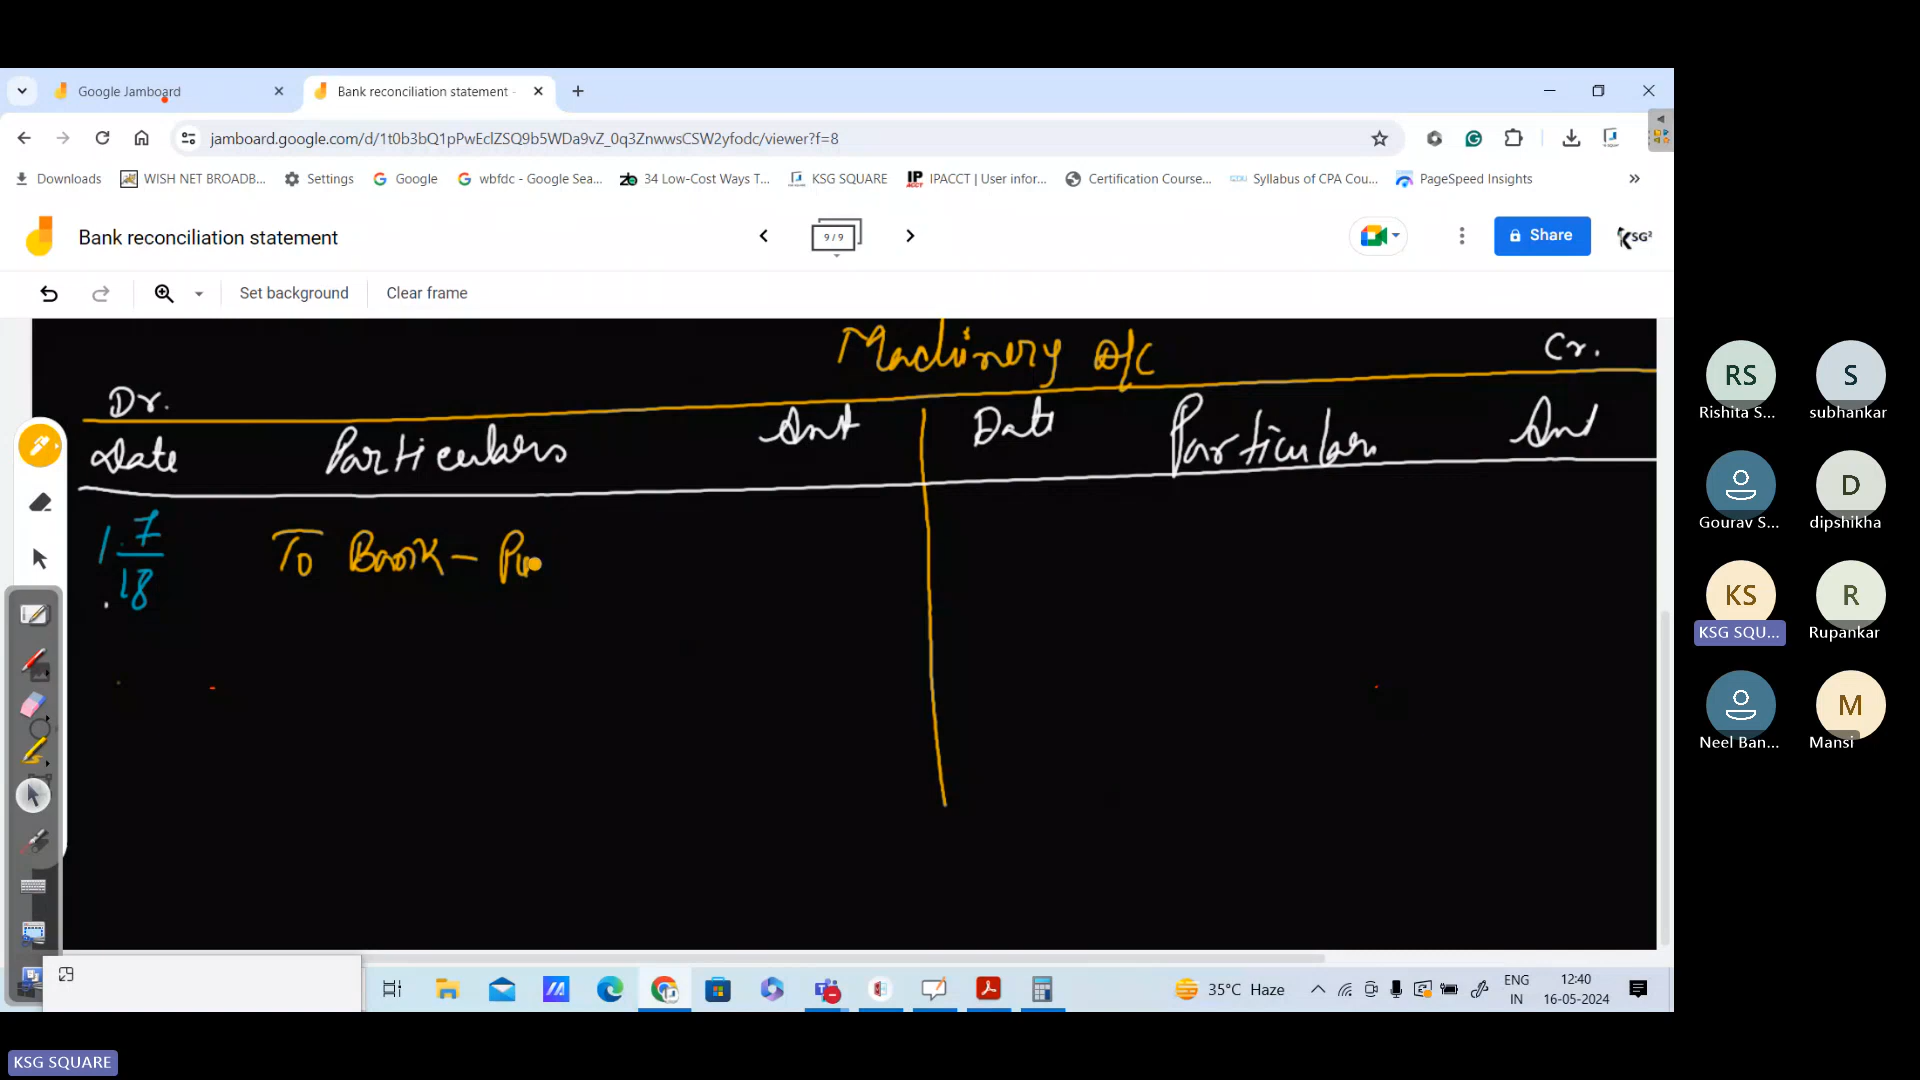 Google Jamboard
Bank reconciliation statement -
jamboard.google.com/d/1t0b3bQ1pPwEclZSQ9b5WDa9vZ_0q3ZnwwsCSW2yfodc/viewer?f=8
Downloads WISH NET BROADB... Settings Google wbfdc - Google Sea... 34 Low-Cost Ways T... KSG SQUARE IPACCT | User infor... Certification Course... Syllabus of CPA Cou... PageSpeed Insights »
Bank reconciliation statement 9 / 9 Share KSG²
Set background Clear frame
Machinery A/C
Dr. Cr.
Date Particulars Amt Date Particulars Amt
1.7
18
To Bank - Pu
RS S
Rishita S... subhankar
D
Gourav S... dipshikha
KS R
KSG SQU... Rupankar
M
Neel Ban... Mansi
35°C Haze ENG 12:40
IN 16-05-2024
KSG SQUARE